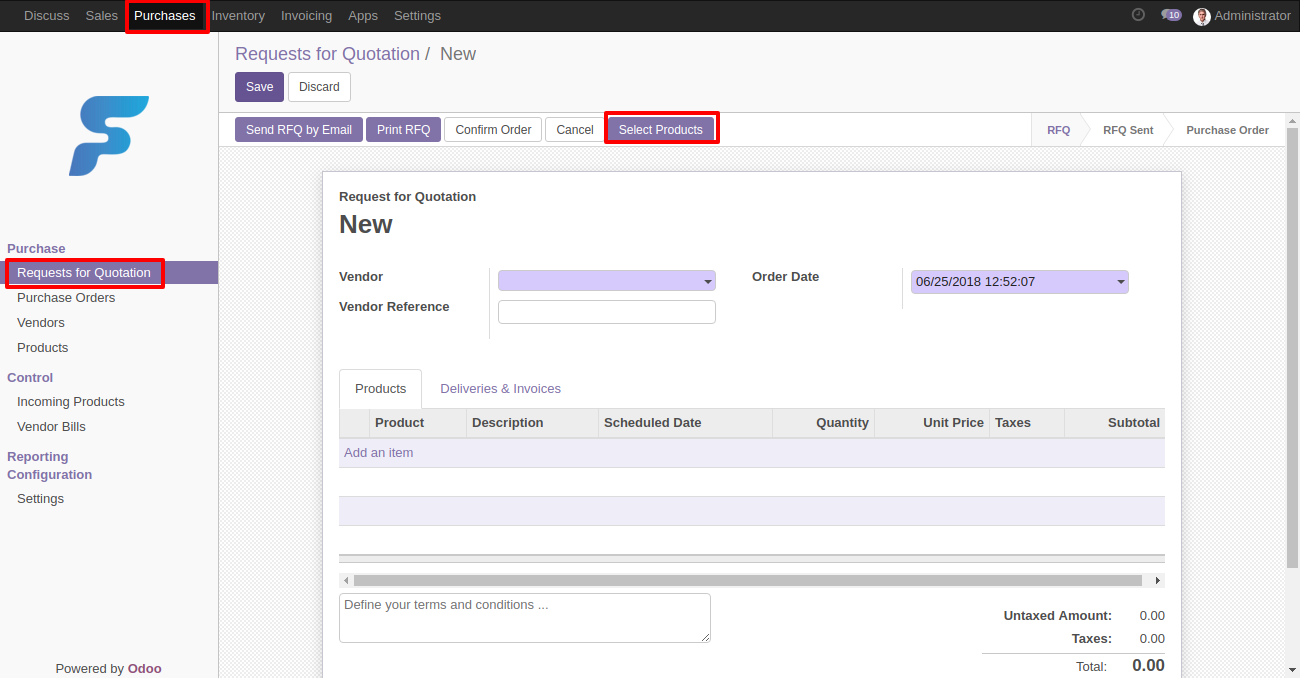 Discuss Sales Purchases Inventory Invoicing Apps Settings 10 Administrator
Requests for Quotation / New
Save Discard
Send RFQ by Email Print RFQ Confirm Order Cancel Select Products RFQ RFQ Sent Purchase Order
Purchase
Requests for Quotation
Purchase Orders
Vendors
Products
Control
Incoming Products
Vendor Bills
Reporting
Configuration
Settings
Powered by Odoo
Request for Quotation
New
Vendor Order Date 06/25/2018 12:52:07
Vendor Reference
Products Deliveries & Invoices
Product Description Scheduled Date Quantity Unit Price Taxes Subtotal
Add an item
Define your terms and conditions ...
Untaxed Amount: 0.00
Taxes: 0.00
Total: 0.00